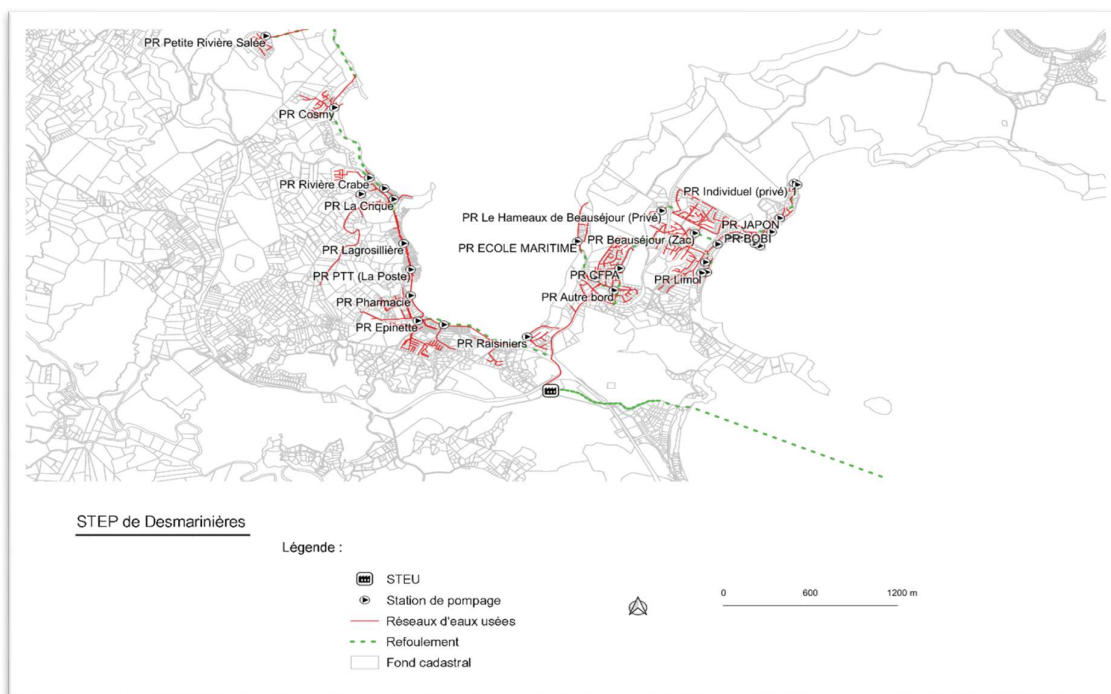 PR Petite Rivière Salée
PR Cosmy
PR Rivière Crabe
PR Individuel (privé) 1
PR La Crique
PR Le Hameaux de Beauséjour (Privé)
PR JAPON
PR Lagrosillière
PR ECOLE MARITIME
PR Beauséjour (Zac)
PR BOBI
PR PTT (La Poste)
PR CFPA
PR Limol
PR Pharmacie
PR Autre bord
PR Epinette
PR Raisiniers
STEP de Desmarinières
Légende :
STEU
Station de pompage
Réseaux d'eaux usées
Refoulement
Fond cadastral
0 600 1200 m